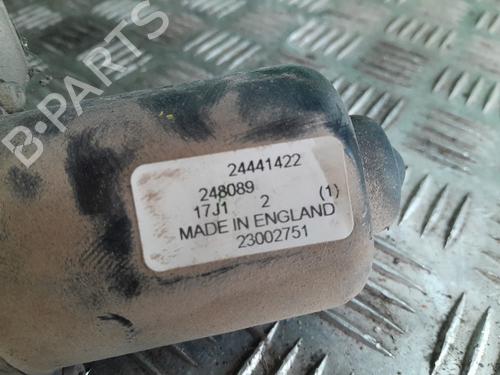 B-PARTS
24441422
248089
17J1 2 (1)
MADE IN ENGLAND
23002751